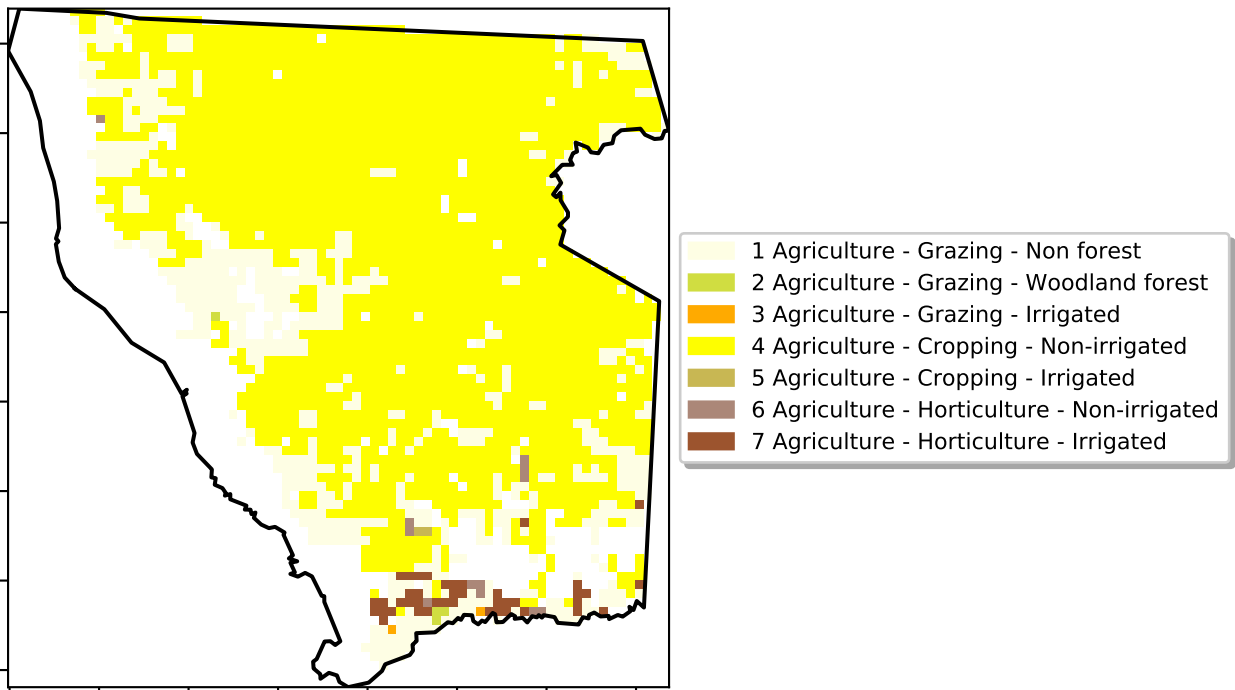 1 Agriculture - Grazing - Non forest
2 Agriculture - Grazing - Woodland forest
3 Agriculture - Grazing - Irrigated
4 Agriculture - Cropping - Non-irrigated
5 Agriculture - Cropping - Irrigated
6 Agriculture - Horticulture - Non-irrigated
7 Agriculture - Horticulture - Irrigated